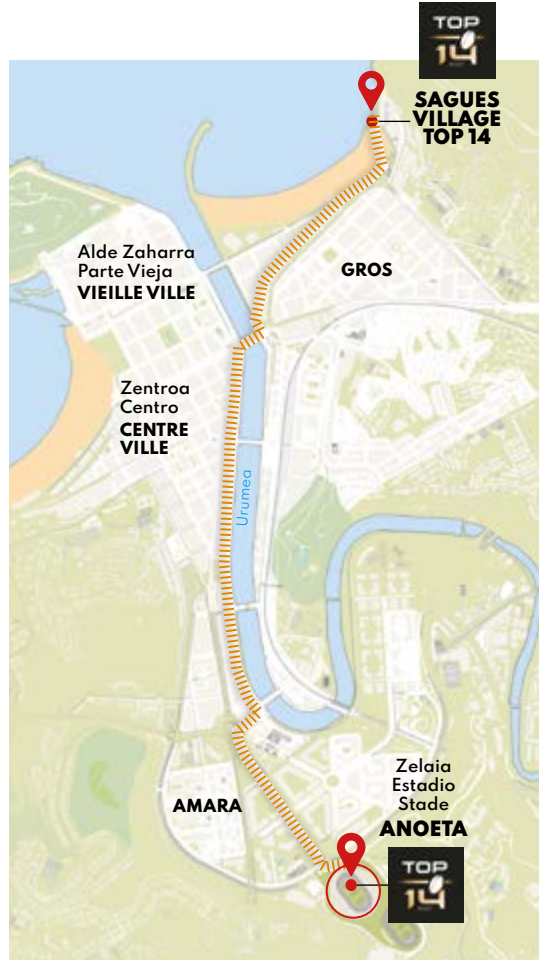 TOP
14
SAGUES
VILLAGE
TOP 14
Alde Zaharra
Parte Vieja
VIEILLE VILLE
GROS
Zentroa
Centro
CENTRE
VILLE
Urumea
Zelaia
Estadio
Stade
ANOETA
AMARA
TOP
14